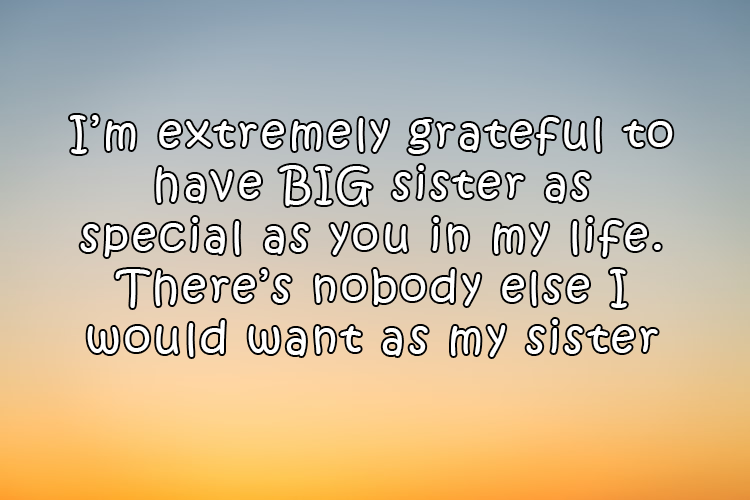 I’m extremely grateful to
have BIG sister as
special as you in my life.
There’s nobody else I
would want as my sister